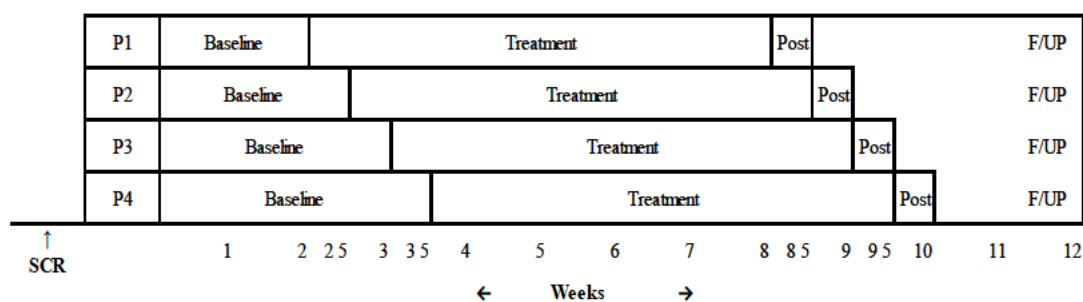 P1 Baseline Treatment Post F/UP
P2 Baseline Treatment Post F/UP
P3 Baseline Treatment Post F/UP
P4 Baseline Treatment Post F/UP
↑ 1 2 2 5 3 3 5 4 5 6 7 8 8 5 9 9 5 10 11 12
SCR
← Weeks →